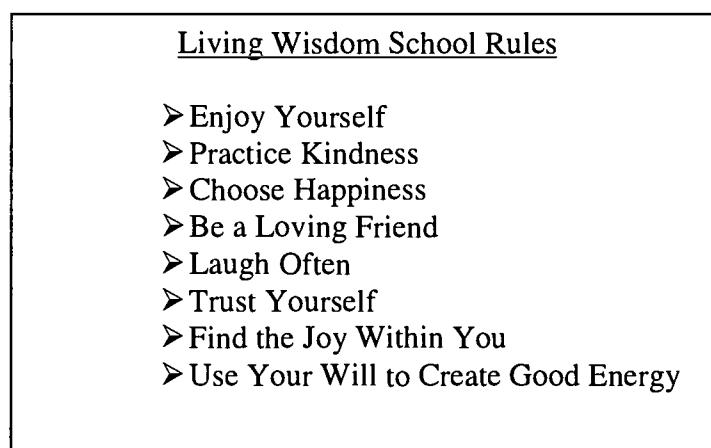 Living Wisdom School Rules
➢Enjoy Yourself
➢Practice Kindness
➢Choose Happiness
➢Be a Loving Friend
➢Laugh Often
➢Trust Yourself
➢Find the Joy Within You
➢Use Your Will to Create Good Energy